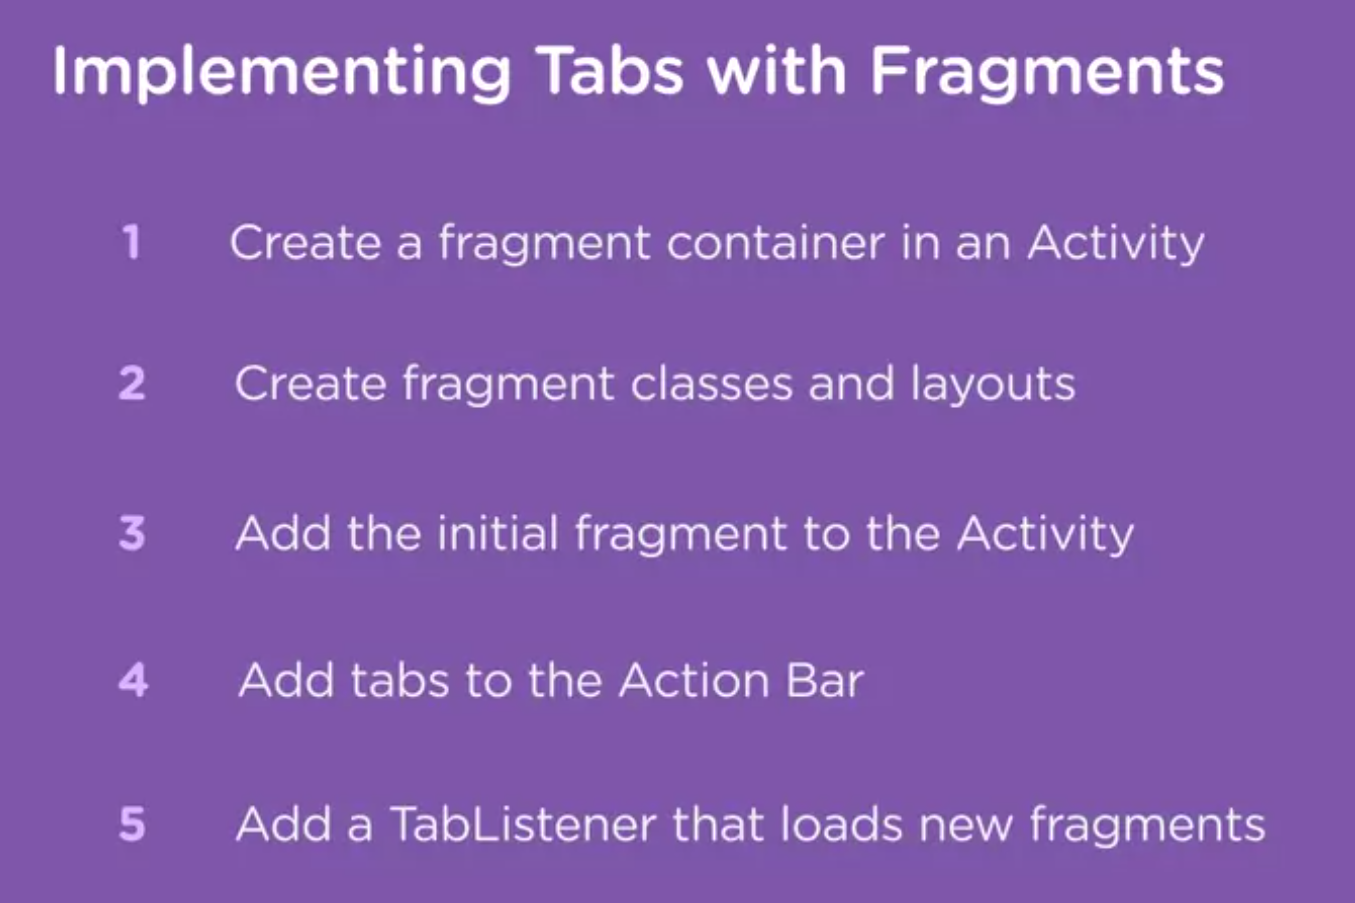 Implementing Tabs with Fragments
1 Create a fragment container in an Activity
2 Create fragment classes and layouts
3 Add the initial fragment to the Activity
4 Add tabs to the Action Bar
5 Add a TabListener that loads new fragments